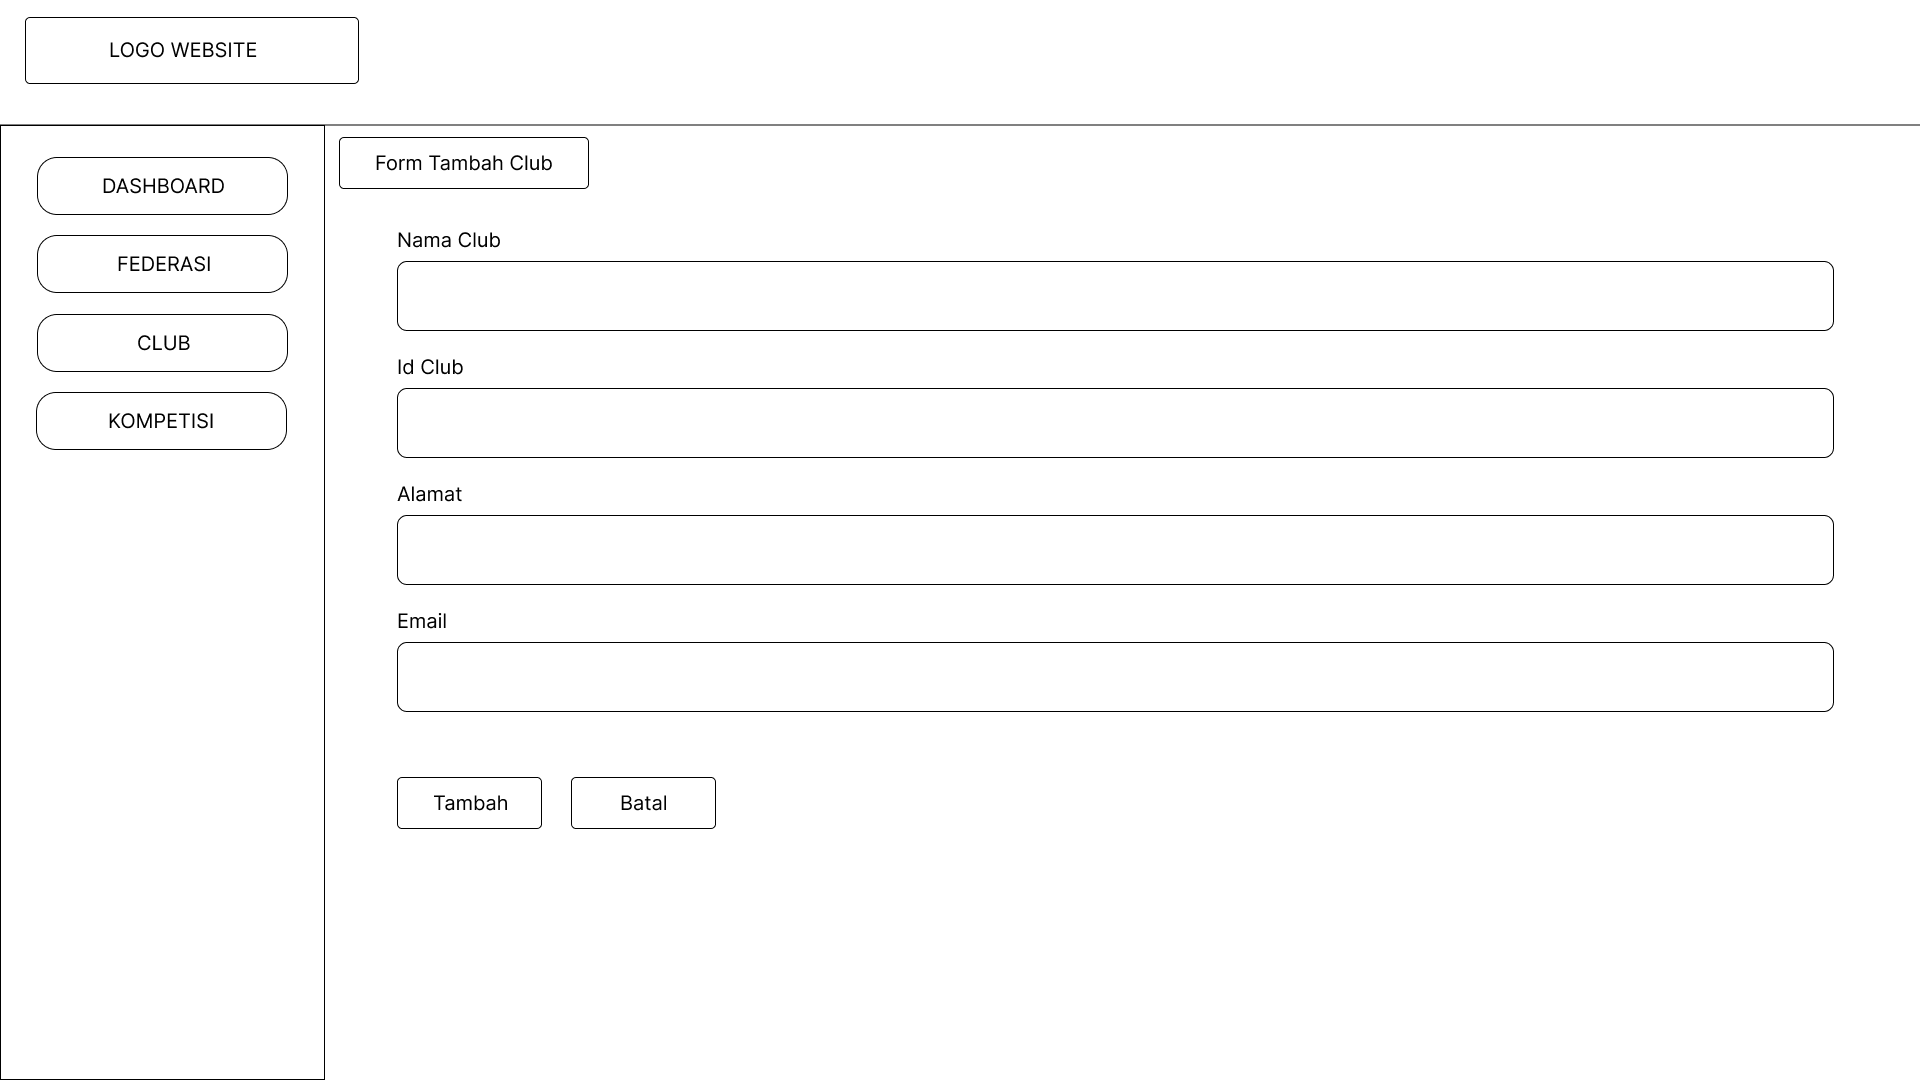 LOGO WEBSITE
DASHBOARD
FEDERASI
CLUB
KOMPETISI
Form Tambah Club
Nama Club
Id Club
Alamat
Email
Tambah
Batal